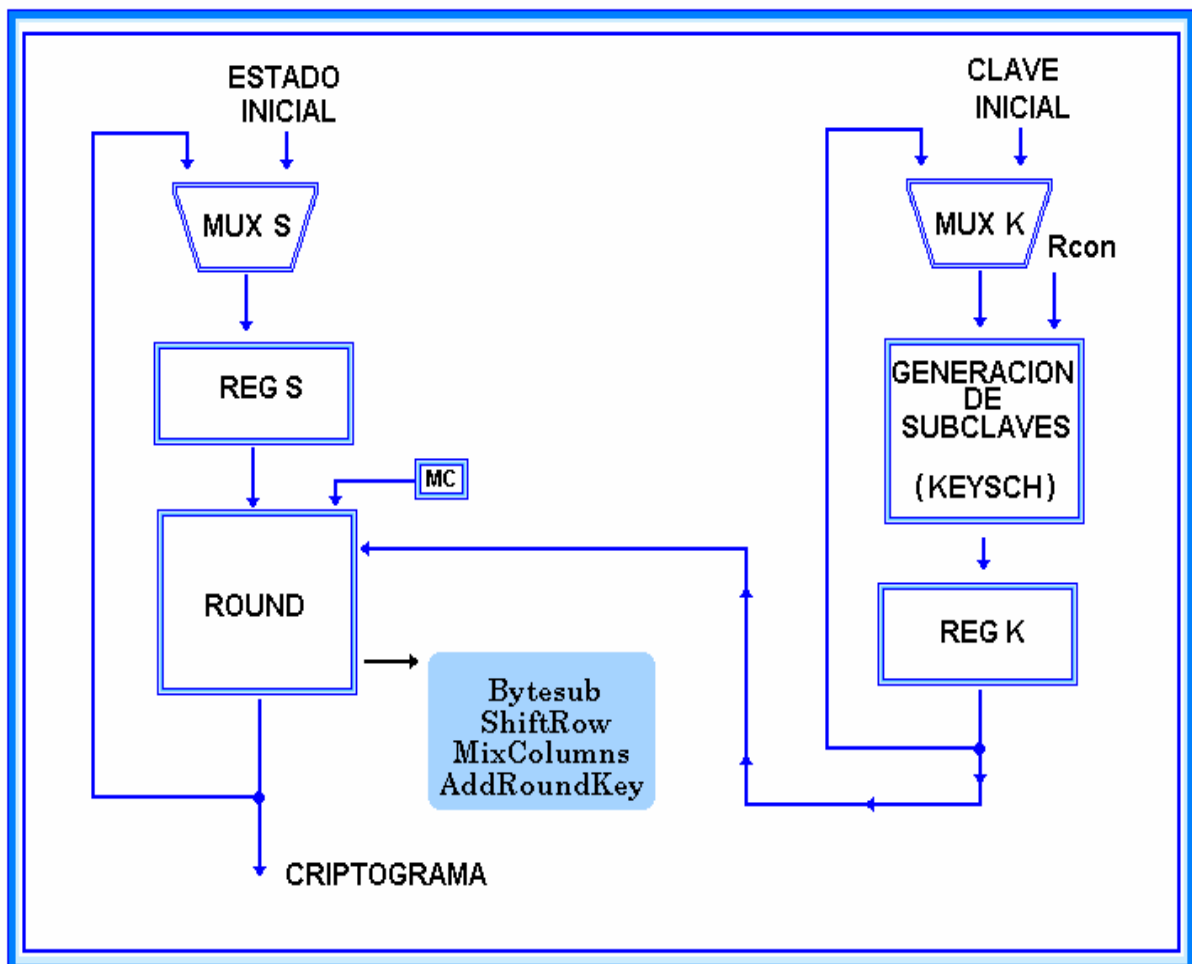 ESTADO
INICIAL
MUX S
REG S
MC
ROUND
Bytesub
ShiftRow
MixColumns
AddRoundKey
CRIPTOGRAMA
CLAVE
INICIAL
MUX K
Rcon
GENERACION
DE
SUBCLAVES
(KEYSCH)
REG K